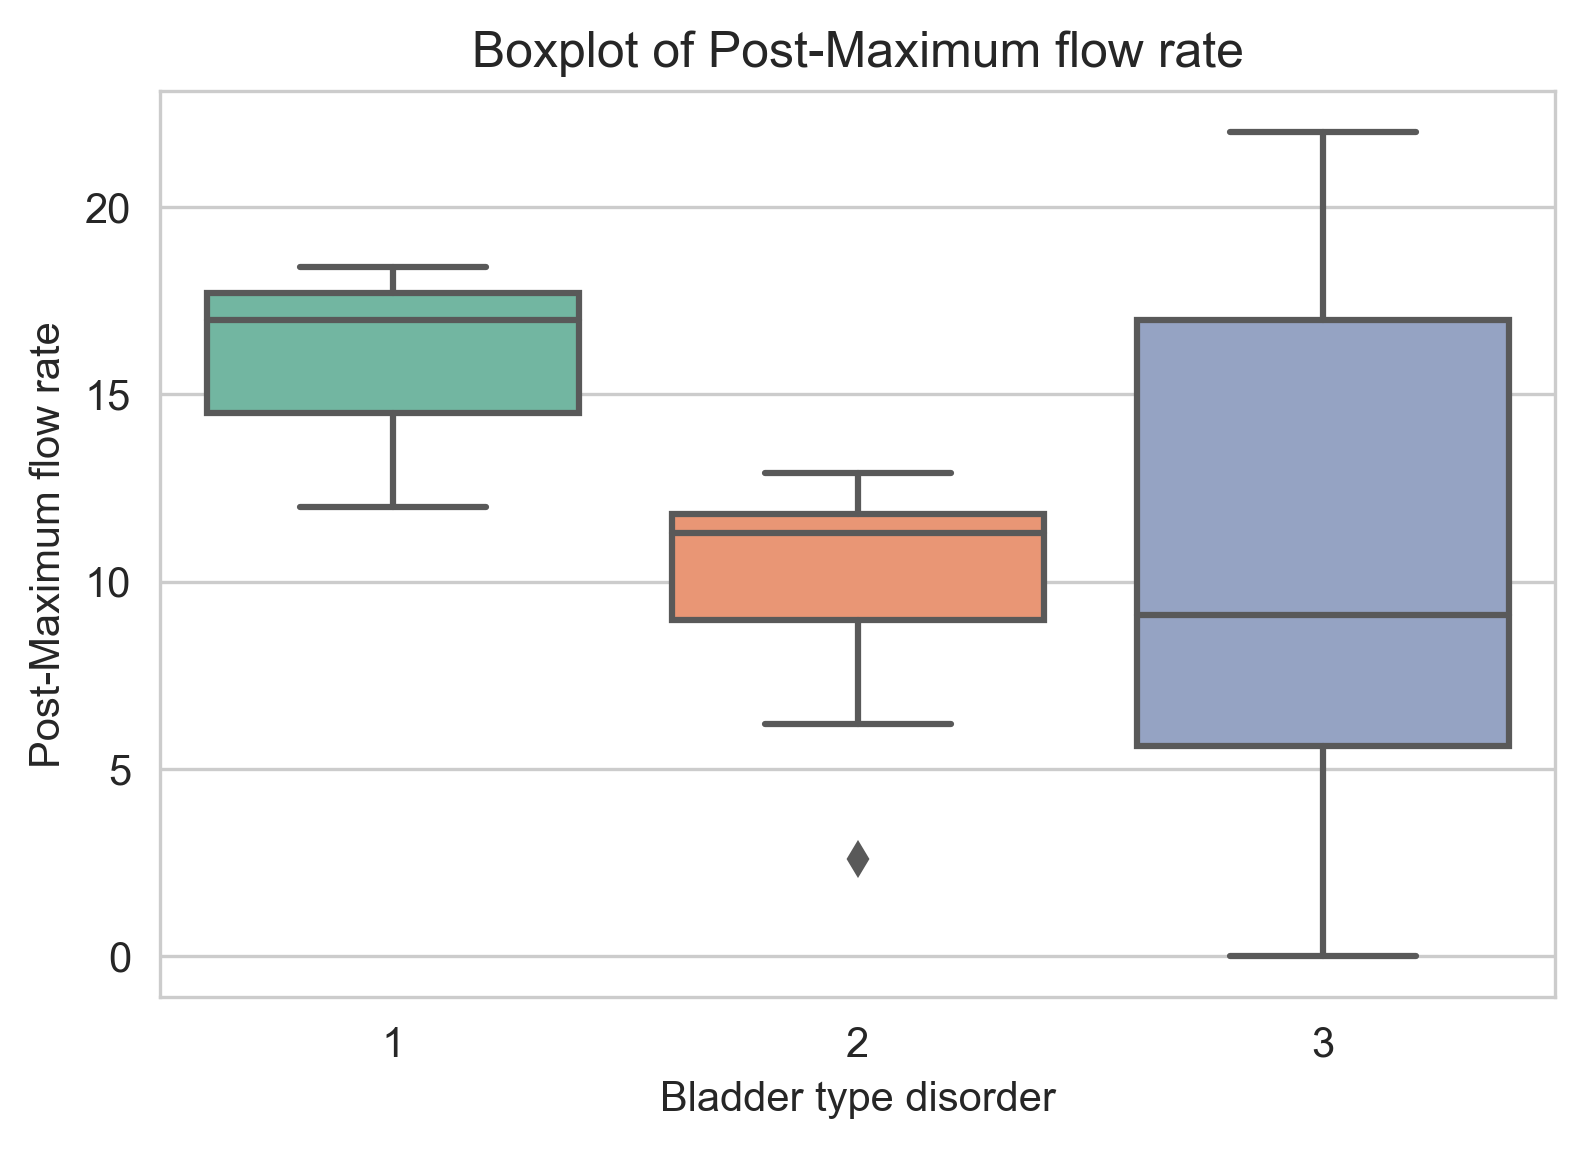 Boxplot of Post-Maximum flow rate
Post-Maximum flow rate
20
15
10
5
0
1
2
3
Bladder type disorder